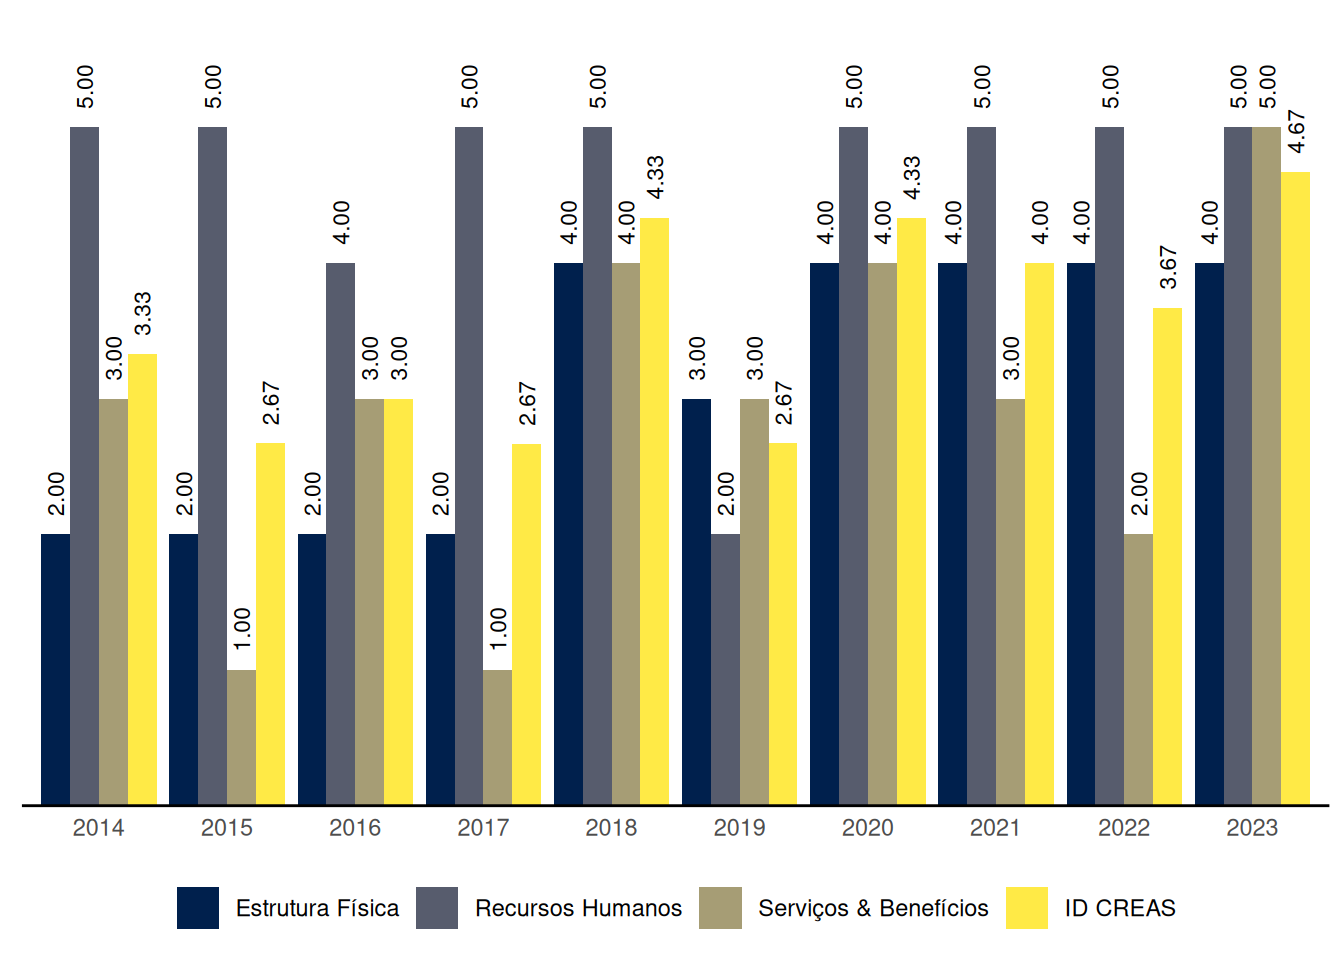 5.00 5.00 5.00 5.00 5.00 5.00 5.00 5.00 5.00
4.67
4.33 4.33
4.00 4.00 4.00 4.00 4.00 4.00 4.00 4.00 4.00
3.67
3.33
3.00 3.00 3.00 3.00 3.00 3.00
2.67 2.67 2.67
2.00 2.00 2.00 2.00 2.00 2.00
1.00 1.00
2014 2015 2016 2017 2018 2019 2020 2021 2022 2023
Estrutura Física Recursos Humanos Serviços & Benefícios ID CREAS